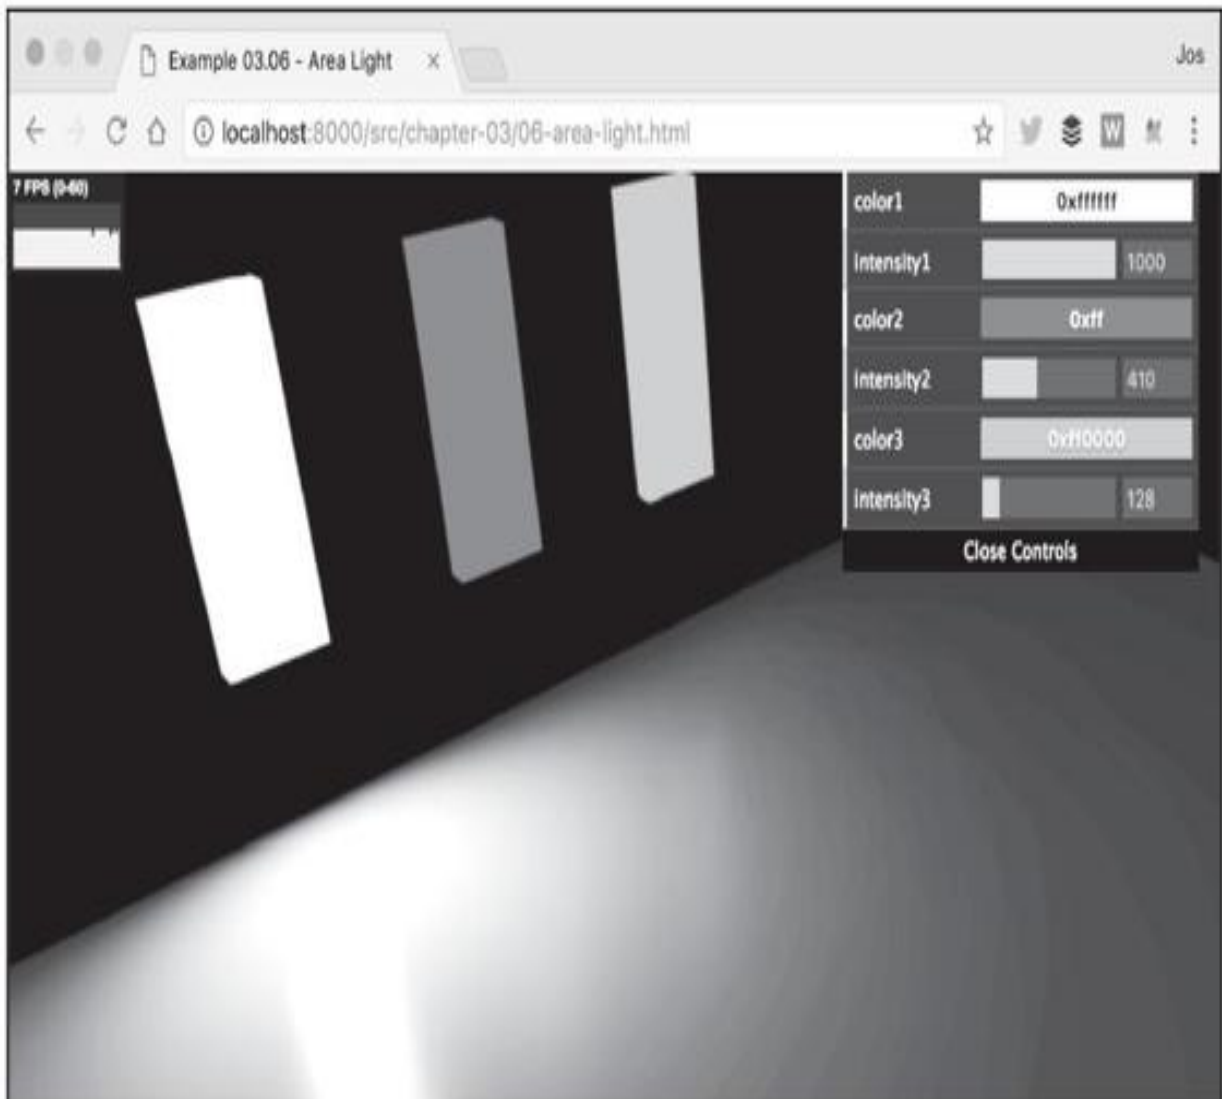 Example 03.06 - Area Light
Jos
localhost:8000/src/chapter-03/06-area-light.html
W
7 FPS (0-60)
color1 0xffffff
intensity1 1000
color2 0xff
intensity2 410
color3 0xff0000
intensity3 128
Close Controls